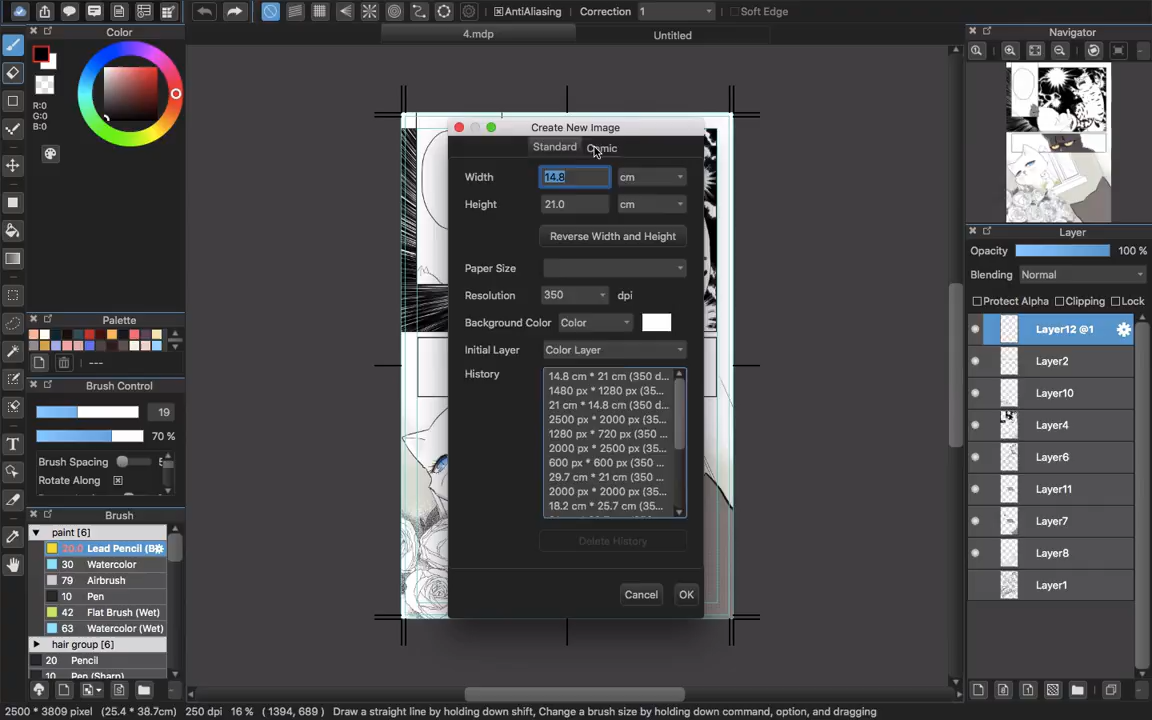 AntiAliasing
Correction
1
Soft Edge
Color
4.mdp
Untitled
Navigator
R:0
G:0
B:0
Create New Image
Standard
Comic
Width
14.8
cm
Height
21.0
cm
Reverse Width and Height
Paper Size
Resolution
350
dpi
Background Color
Color
Initial Layer
Color Layer
History
14.8 cm * 21 cm (350 d...
1480 px * 1280 px (35...
21 cm * 14.8 cm (350 d...
2500 px * 2000 px (35...
1280 px * 720 px (350 ...
2000 px * 2500 px (35...
600 px * 600 px (350 ...
29.7 cm * 21 cm (350 ...
2000 px * 2000 px (35...
18.2 cm * 25.7 cm (35...
Delete History
Cancel
OK
Palette
---
Brush Control
19
70 %
Brush Spacing
Rotate Along
Brush
paint [6]
20.0 Lead Pencil (B
30 Watercolor
79 Airbrush
10 Pen
42 Flat Brush (Wet)
63 Watercolor (Wet)
hair group [6]
20 Pencil
10 Pen (Sharp)
Layer
Opacity
100 %
Blending
Normal
Protect Alpha
Clipping
Lock
Layer12 @1
Layer2
Layer10
Layer4
Layer6
Layer11
Layer7
Layer8
Layer1
2500 * 3809 pixel (25.4 * 38.7cm) 250 dpi 16 % ( 1394, 689 ) Draw a straight line by holding down shift, Change a brush size by holding down command, option, and dragging